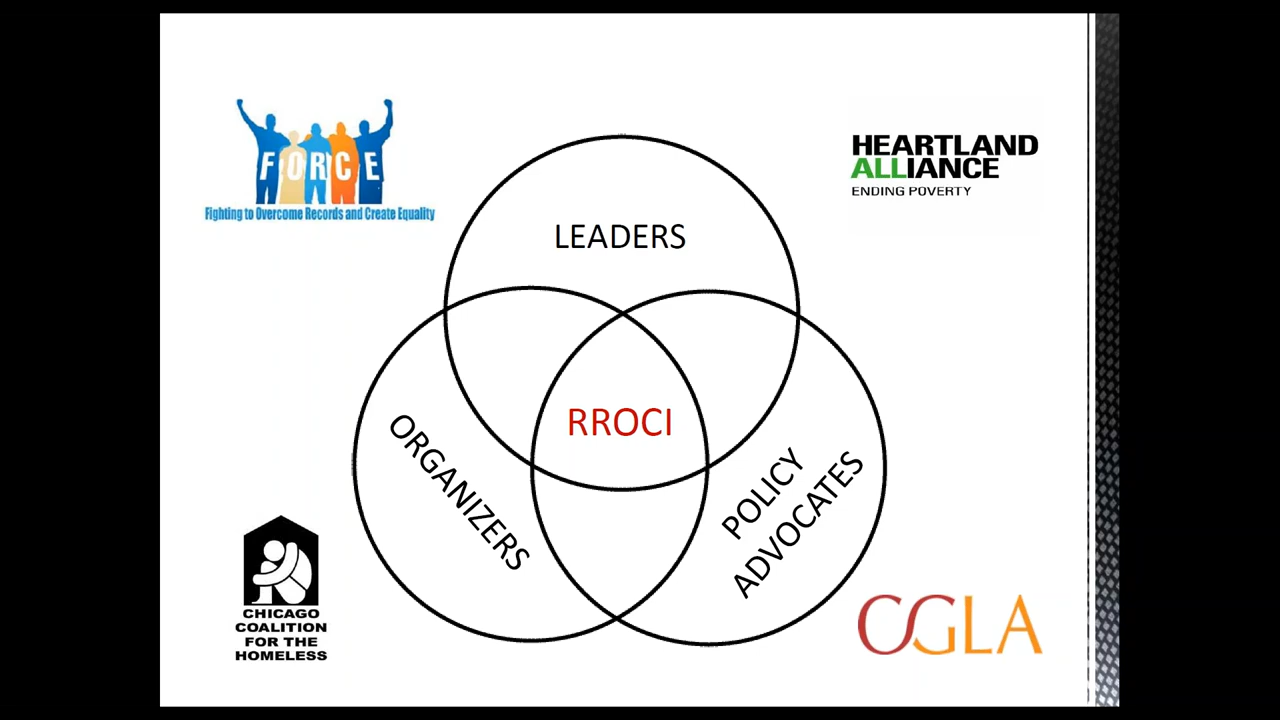 FORCE
Fighting to Overcome Records and Create Equality
HEARTLAND
ALLIANCE
ENDING POVERTY
LEADERS
RROCI
ORGANIZERS
POLICY
ADVOCATES
CHICAGO
COALITION
FOR THE
HOMELESS
CGLA